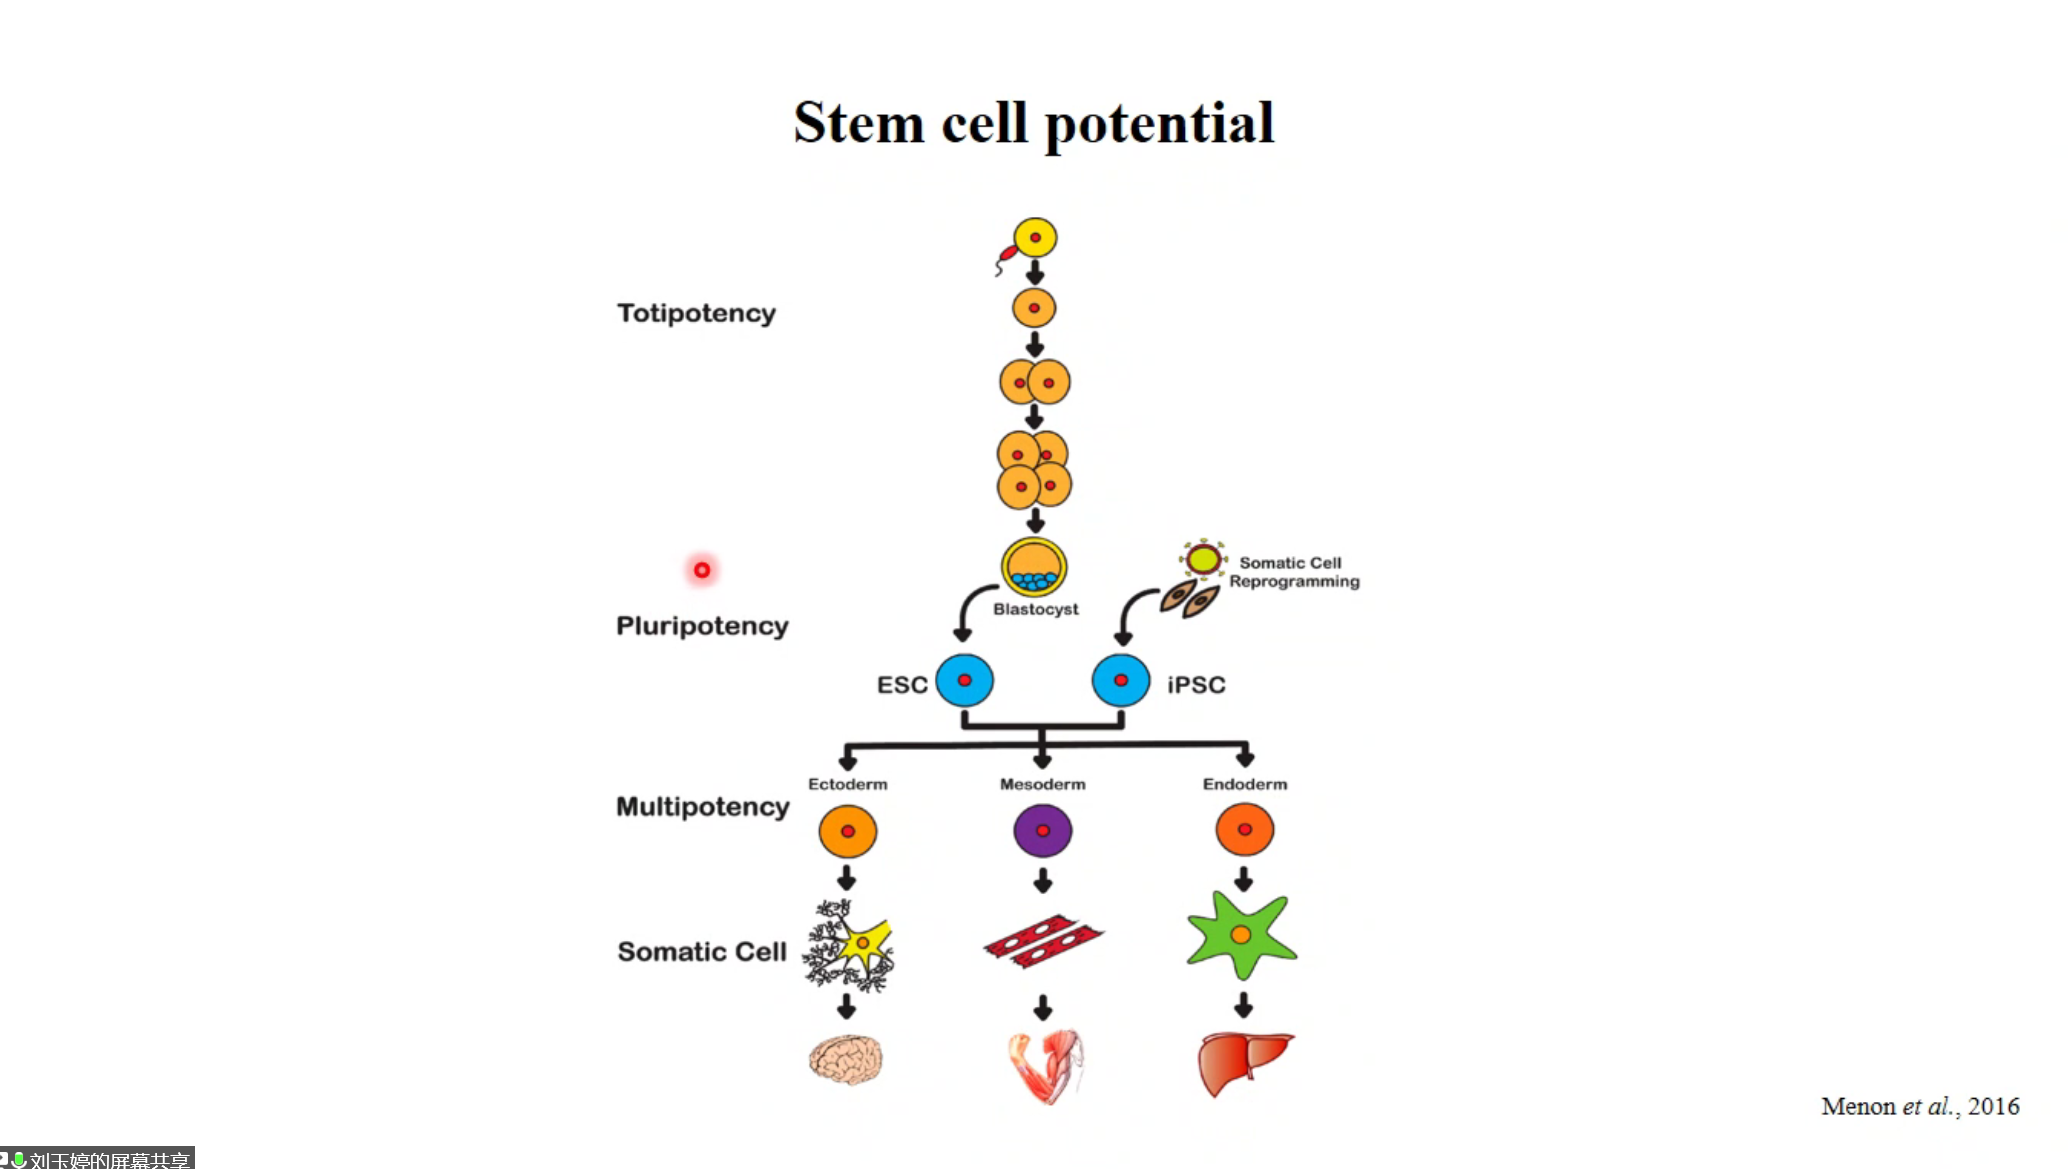 Stem cell potential
Totipotency
Somatic Cell
Reprogramming
Blastocyst
Pluripotency
ESC
iPSC
Ectoderm
Mesoderm
Endoderm
Multipotency
Somatic Cell
Menon et al., 2016
刘玉婷的屏幕共享